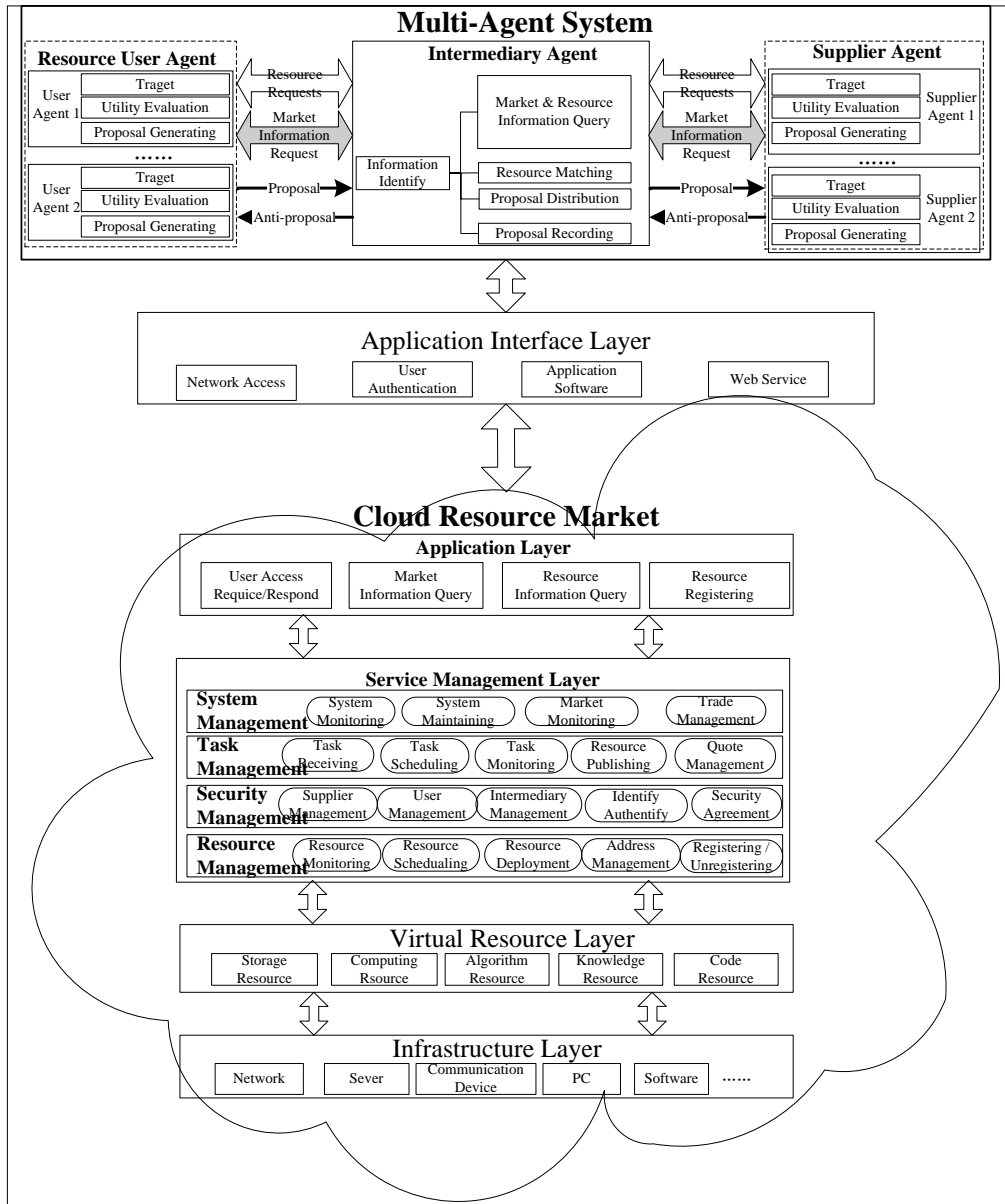 Multi-Agent System
Resource User Agent
User
Agent 1
Traget
Utility Evaluation
Proposal Generating
......
User
Agent 2
Traget
Utility Evaluation
Proposal Generating
Resource
Requests
Market
Information
Request
Proposal
Anti-proposal
Intermediary Agent
Information
Identify
Market & Resource
Information Query
Resource Matching
Proposal Distribution
Proposal Recording
Resource
Requests
Market
Information
Request
Proposal
Anti-proposal
Supplier Agent
Traget
Utility Evaluation
Proposal Generating
Supplier
Agent 1
......
Traget
Utility Evaluation
Proposal Generating
Supplier
Agent 2
Application Interface Layer
Network Access
User
Authentication
Application
Software
Web Service
Cloud Resource Market
Application Layer
User Access
Requice/Respond
Market
Information Query
Resource
Information Query
Resource
Registering
Service Management Layer
System
Management
System
Monitoring
System
Maintaining
Market
Monitoring
Trade
Management
Task
Management
Task
Receiving
Task
Scheduling
Task
Monitoring
Resource
Publishing
Quote
Management
Security
Management
Supplier
Management
User
Management
Intermediary
Management
Identify
Authentify
Security
Agreement
Resource
Management
Resource
Monitoring
Resource
Schedualing
Resource
Deployment
Address
Management
Registering /
Unregistering
Virtual Resource Layer
Storage
Resource
Computing
Rsource
Algorithm
Resource
Knowledge
Resource
Code
Resource
Infrastructure Layer
Network
Sever
Communication
Device
PC
Software
......